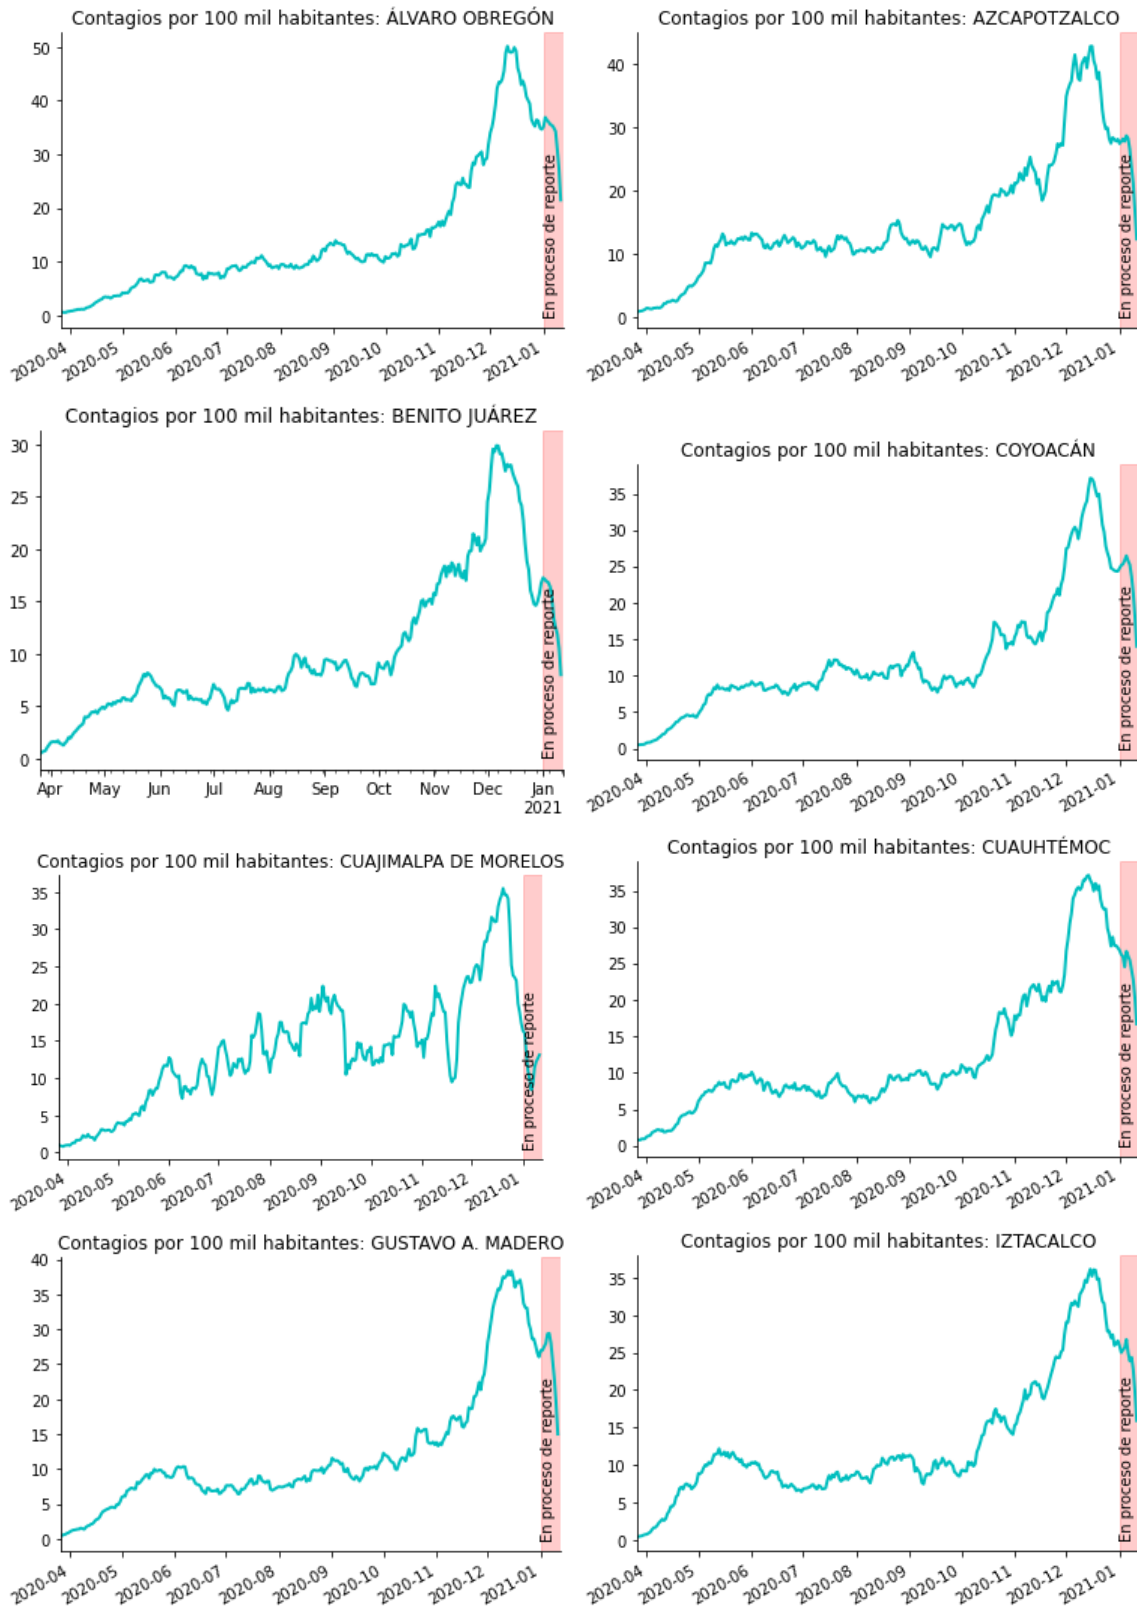 Contagios por 100 mil habitantes: ÁLVARO OBREGÓN
50
40
30
20
10
0
En proceso de reporte
2020-04 2020-05 2020-06 2020-07 2020-08 2020-09 2020-10 2020-11 2020-12 2021-01
Contagios por 100 mil habitantes: AZCAPOTZALCO
40
30
20
10
0
En proceso de reporte
2020-04 2020-05 2020-06 2020-07 2020-08 2020-09 2020-10 2020-11 2020-12 2021-01
Contagios por 100 mil habitantes: BENITO JUÁREZ
30
25
20
15
10
5
0
En proceso de reporte
Apr May Jun Jul Aug Sep Oct Nov Dec Jan
2021
Contagios por 100 mil habitantes: COYOACÁN
35
30
25
20
15
10
5
0
En proceso de reporte
2020-04 2020-05 2020-06 2020-07 2020-08 2020-09 2020-10 2020-11 2020-12 2021-01
Contagios por 100 mil habitantes: CUAJIMALPA DE MORELOS
35
30
25
20
15
10
5
0
En proceso de reporte
2020-04 2020-05 2020-06 2020-07 2020-08 2020-09 2020-10 2020-11 2020-12 2021-01
Contagios por 100 mil habitantes: CUAUHTÉMOC
35
30
25
20
15
10
5
0
En proceso de reporte
2020-04 2020-05 2020-06 2020-07 2020-08 2020-09 2020-10 2020-11 2020-12 2021-01
Contagios por 100 mil habitantes: GUSTAVO A. MADERO
40
35
30
25
20
15
10
5
0
En proceso de reporte
2020-04 2020-05 2020-06 2020-07 2020-08 2020-09 2020-10 2020-11 2020-12 2021-01
Contagios por 100 mil habitantes: IZTACALCO
35
30
25
20
15
10
5
0
En proceso de reporte
2020-04 2020-05 2020-06 2020-07 2020-08 2020-09 2020-10 2020-11 2020-12 2021-01